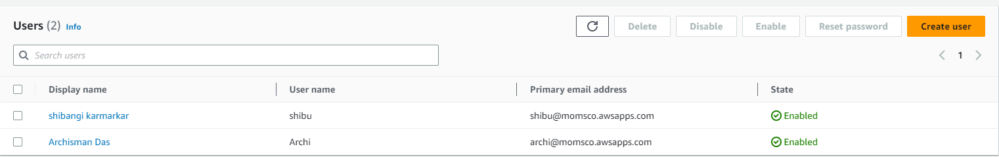 Users (2) Info
Delete Disable Enable Reset password Create user
Search users
1
Display name User name Primary email address State
shibangi karmarkar shibu shibu@momsco.awsapps.com Enabled
Archisman Das Archi archi@momsco.awsapps.com Enabled